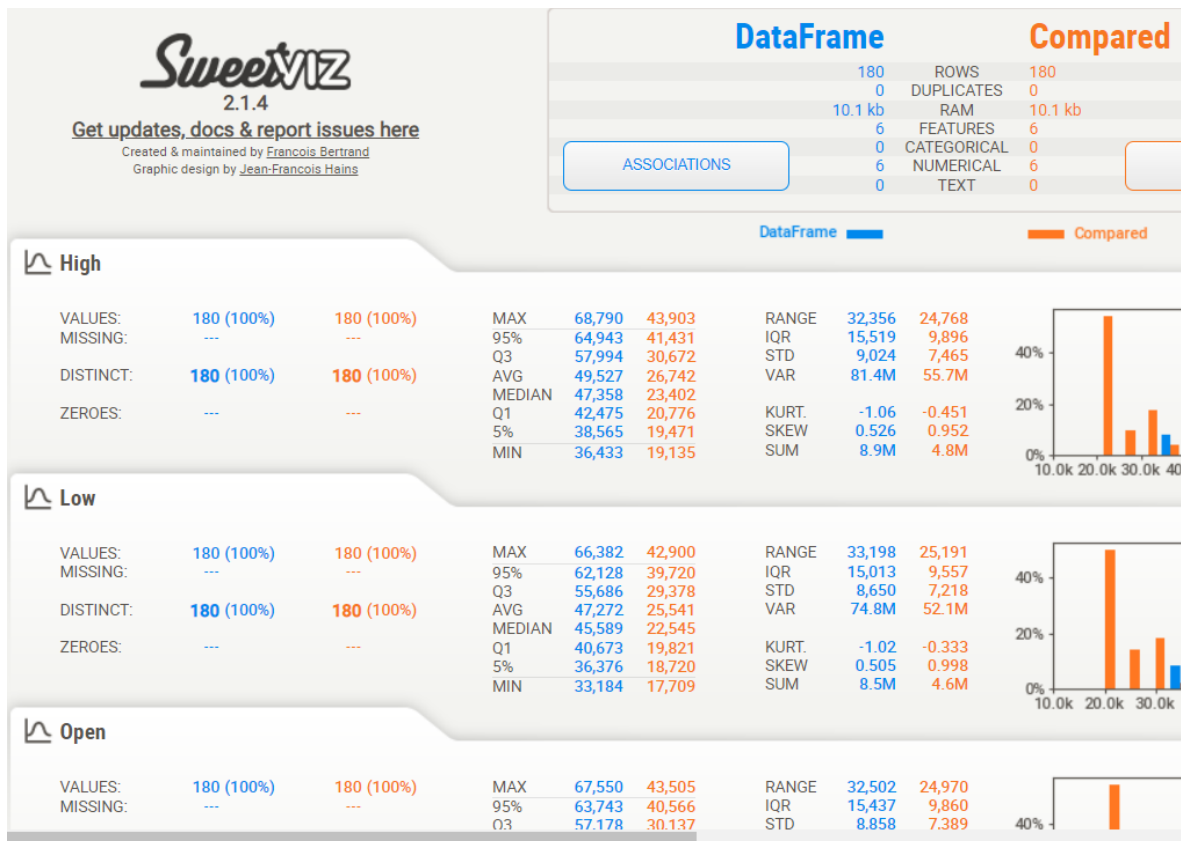 SweetVIZ
2.1.4
Get updates, docs & report issues here
Created & maintained by Francois Bertrand
Graphic design by Jean-Francois Hains
DataFrame Compared
180 ROWS 180
0 DUPLICATES 0
10.1 kb RAM 10.1 kb
6 FEATURES 6
0 CATEGORICAL 0
6 NUMERICAL 6
0 TEXT 0
ASSOCIATIONS
DataFrame Compared
High
VALUES: 180 (100%) 180 (100%)
MISSING: --- ---
DISTINCT: 180 (100%) 180 (100%)
ZEROES: --- ---
MAX 68,790 43,903
95% 64,943 41,431
Q3 57,994 30,672
AVG 49,527 26,742
MEDIAN 47,358 23,402
Q1 42,475 20,776
5% 38,565 19,471
MIN 36,433 19,135
RANGE 32,356 24,768
IQR 15,519 9,896
STD 9,024 7,465
VAR 81.4M 55.7M
KURT. -1.06 -0.451
SKEW 0.526 0.952
SUM 8.9M 4.8M
40%
20%
0%
10.0k 20.0k 30.0k 40
Low
VALUES: 180 (100%) 180 (100%)
MISSING: --- ---
DISTINCT: 180 (100%) 180 (100%)
ZEROES: --- ---
MAX 66,382 42,900
95% 62,128 39,720
Q3 55,686 29,378
AVG 47,272 25,541
MEDIAN 45,589 22,545
Q1 40,673 19,821
5% 36,376 18,720
MIN 33,184 17,709
RANGE 33,198 25,191
IQR 15,013 9,557
STD 8,650 7,218
VAR 74.8M 52.1M
KURT. -1.02 -0.333
SKEW 0.505 0.998
SUM 8.5M 4.6M
40%
20%
0%
10.0k 20.0k 30.0k
Open
VALUES: 180 (100%) 180 (100%)
MISSING: --- ---
MAX 67,550 43,505
95% 63,743 40,566
Q3 57,178 30,137
RANGE 32,502 24,970
IQR 15,437 9,860
STD 8,858 7,389
40%